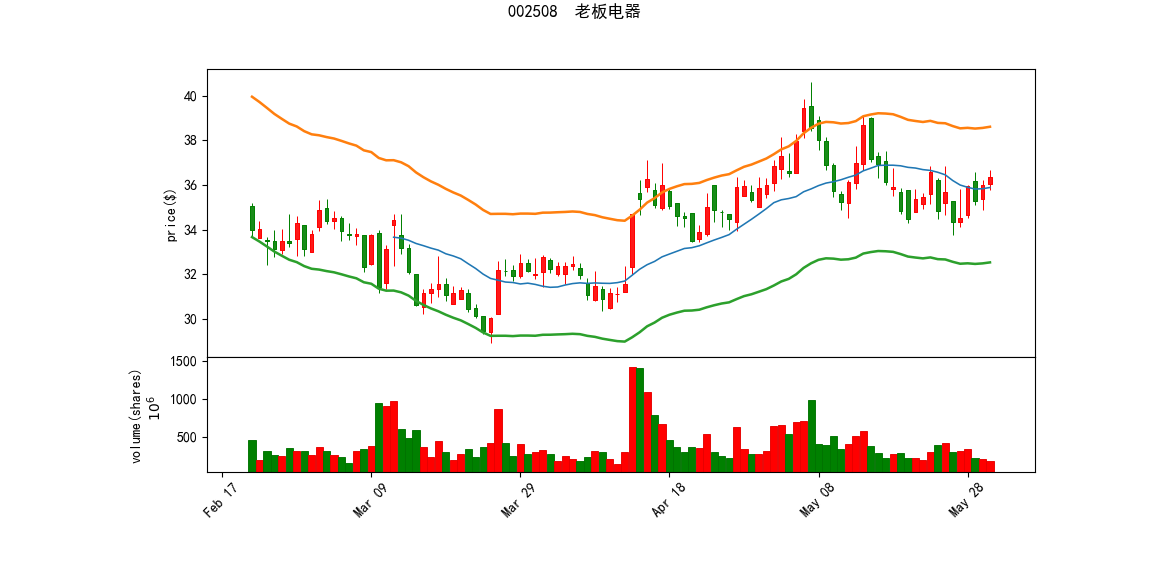 002508  老板电器
price($)
40
38
36
34
32
30
volume(shares)
10^6
1500
1000
500
Feb 17
Mar 09
Mar 29
Apr 18
May 08
May 28